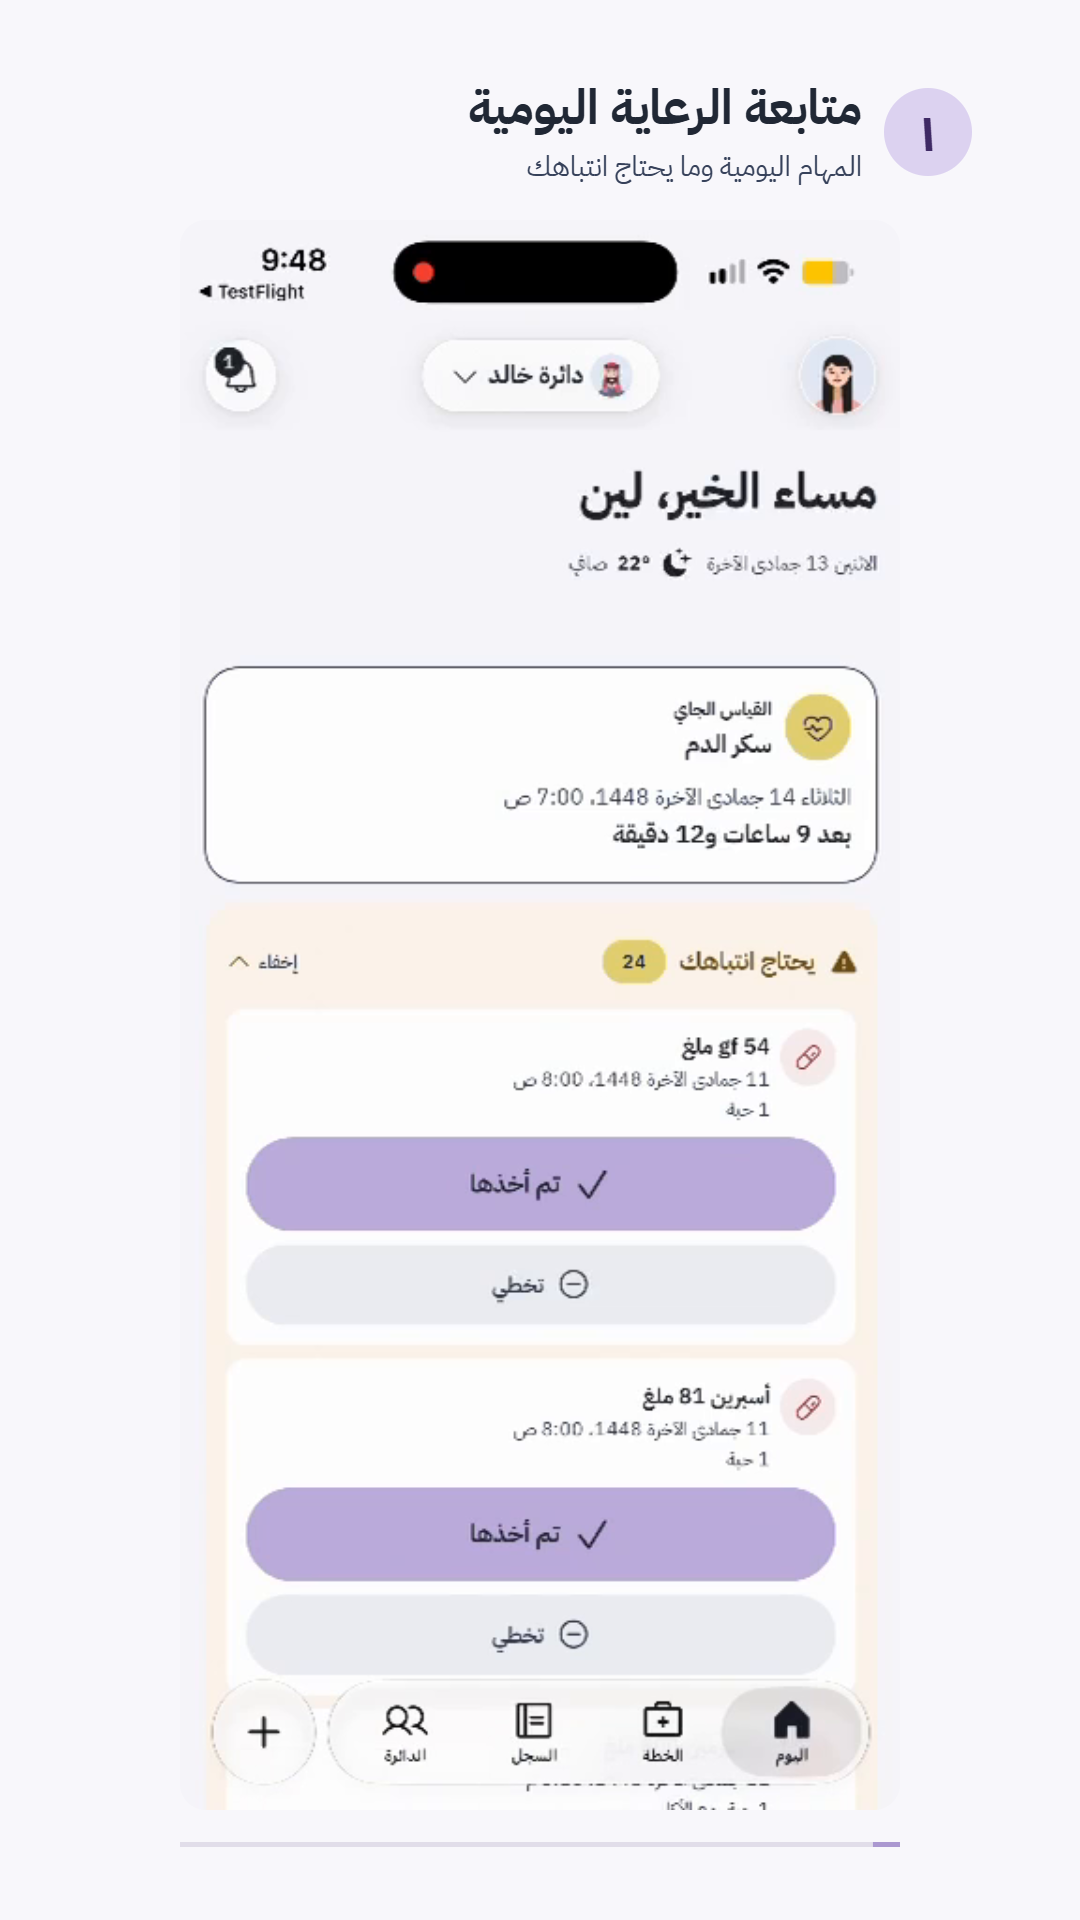 ١
متابعة الرعاية اليومية
المهام اليومية وما يحتاج انتباهك
9:48
◀ TestFlight
دائرة خالد
1
مساء الخير، لين
الاثنين 13 جمادى الآخرة 22° صافي
القياس الجاي
سكر الدم
الثلاثاء 14 جمادى الآخرة 1448، 7:00 ص
بعد 9 ساعات و12 دقيقة
يحتاج انتباهك 24
إخفاء
gf 54 ملغ
11 جمادى الآخرة 1448، 8:00 ص
1 حبة
تم أخذها
تخطي
أسبرين 81 ملغ
11 جمادى الآخرة 1448، 8:00 ص
1 حبة
تم أخذها
تخطي
اليوم
الخطة
السجل
الدائرة